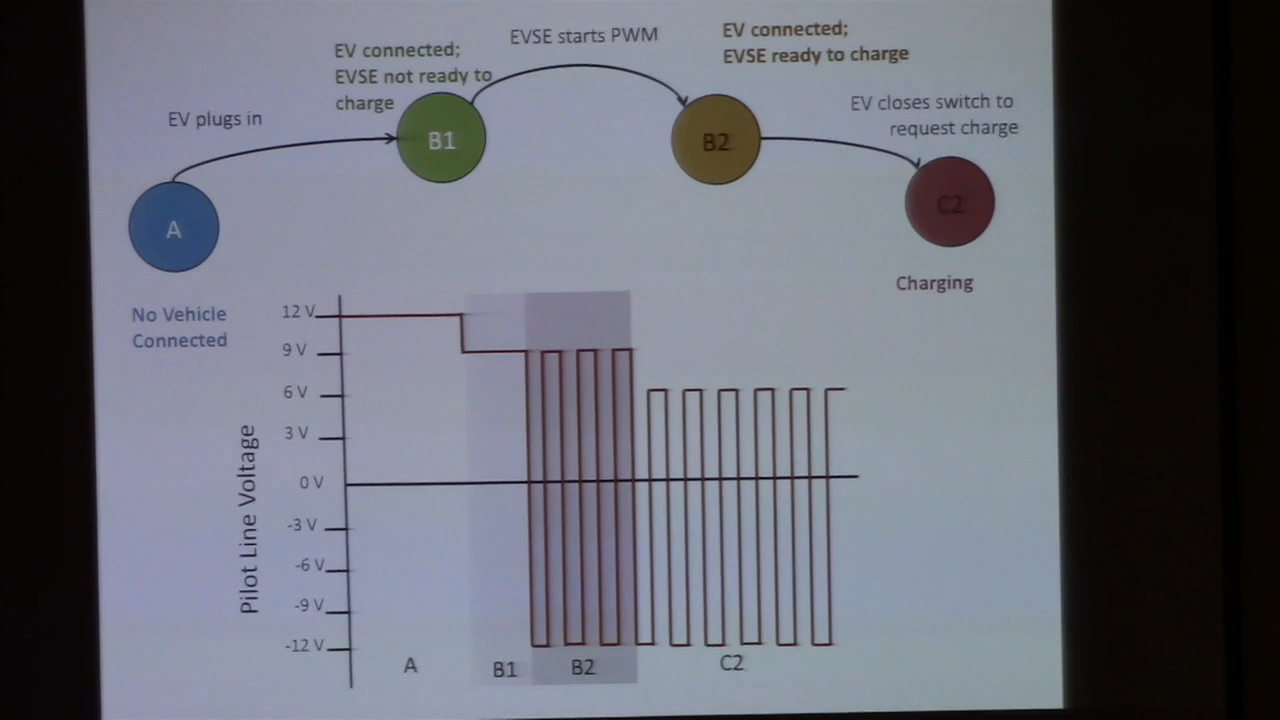 EV connected;
EVSE not ready to
charge
EVSE starts PWM
EV connected;
EVSE ready to charge
EV plugs in
EV closes switch to
request charge
A
B1
B2
C2
No Vehicle
Connected
Charging
Pilot Line Voltage
12 V
9 V
6 V
3 V
0 V
-3 V
-6 V
-9 V
-12 V
A
B1
B2
C2